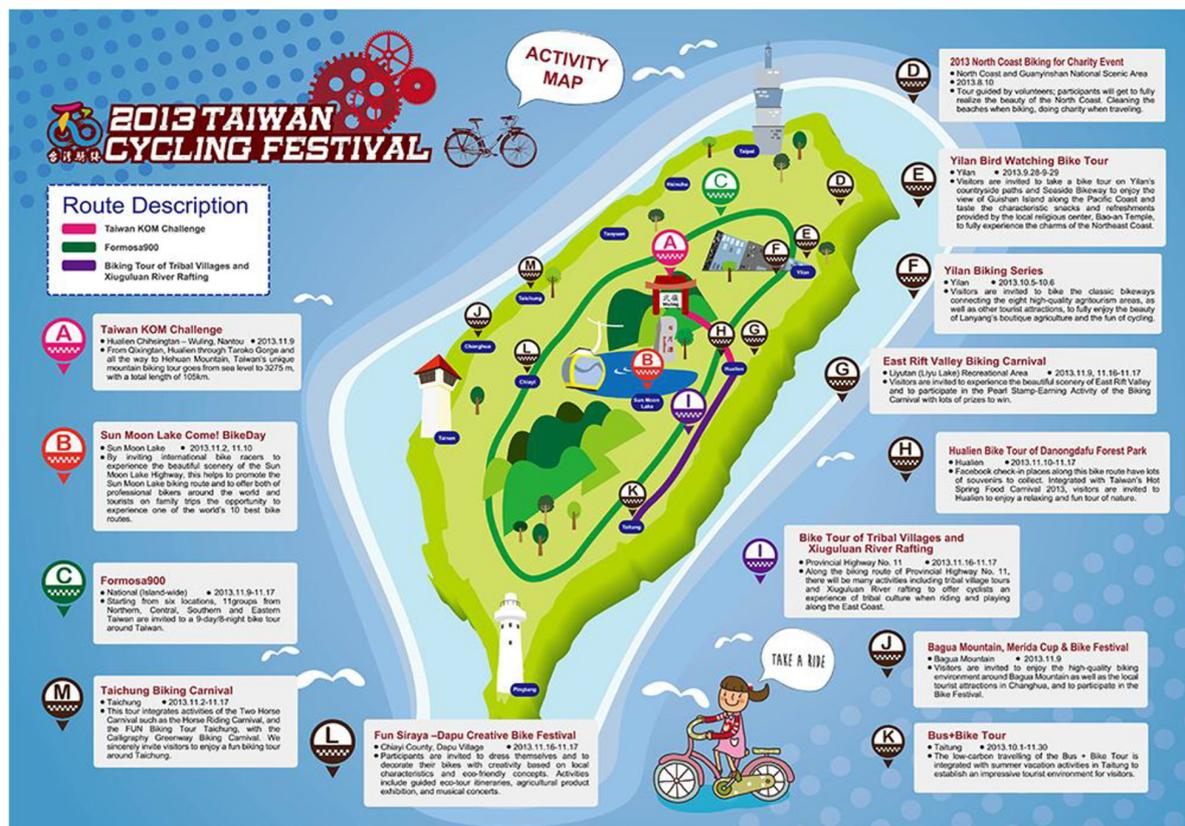 ACTIVITY
MAP
2013 TAIWAN
CYCLING FESTIVAL
台灣騎跡
Route Description
Taiwan KOM Challenge
Formosa900
Biking Tour of Tribal Villages and
Xiuguluan River Rafting
A
Taiwan KOM Challenge
• Hualien Chihsingtan – Wuling, Nantou • 2013.11.9
• From Qixingtan, Hualien through Taroko Gorge and
all the way to Hehuan Mountain, Taiwan's unique
mountain biking tour goes from sea level to 3275 m,
with a total length of 105km.
B
Sun Moon Lake Come! BikeDay
• Sun Moon Lake • 2013.11.2, 11.10
• By inviting international bike racers to
experience the beautiful scenery of the Sun
Moon Lake Highway, this helps to promote the
Sun Moon Lake biking route and to offer both of
professional bikers around the world and
tourists on family trips the opportunity to
experience one of the world's 10 best bike
routes.
C
Formosa900
• National (Island-wide) • 2013.11.9-11.17
• Starting from six locations, 11groups from
Northern, Central, Southern and Eastern
Taiwan are invited to a 9-day/8-night bike tour
around Taiwan.
M
Taichung Biking Carnival
• Taichung • 2013.11.2-11.17
• This tour integrates activities of the Two Horse
Carnival such as the Horse Riding Carnival, and
the FUN Biking Tour Taichung, with the
Calligraphy Greenway Biking Carnival. We
sincerely invite visitors to enjoy a fun biking tour
around Taichung.
L
Fun Siraya –Dapu Creative Bike Festival
• Chiayi County, Dapu Village • 2013.11.16-11.17
• Participants are invited to dress themselves and to
decorate their bikes with creativity based on local
characteristics and eco-friendly concepts. Activities
include guided eco-tour itineraries, agricultural product
exhibition, and musical concerts.
Taipei
Hsinchu
C
D
Taoyuan
A
E
F
Yilan
M
Taichung
武嶺
Wuling
J
Changhua
H
G
L
Chiayi
B
Hualien
Sun Moon
Lake
I
Tainan
K
Taitung
Pingtung
TAKE A RIDE
D
2013 North Coast Biking for Charity Event
• North Coast and Guanyinshan National Scenic Area
• 2013.8.10
• Tour guided by volunteers; participants will get to fully
realize the beauty of the North Coast. Cleaning the
beaches when biking, doing charity when traveling.
E
Yilan Bird Watching Bike Tour
• Yilan • 2013.9.28-9-29
• Visitors are invited to take a bike tour on Yilan's
countryside paths and Seaside Bikeway to enjoy the
view of Guishan Island along the Pacific Coast and
taste the characteristic snacks and refreshments
provided by the local religious center, Bao-an Temple,
to fully experience the charms of the Northeast Coast.
F
Yilan Biking Series
• Yilan • 2013.10.5-10.6
• Visitors are invited to bike the classic bikeways
connecting the eight high-quality agritourism areas, as
well as other tourist attractions, to fully enjoy the beauty
of Lanyang's boutique agriculture and the fun of cycling.
G
East Rift Valley Biking Carnival
• Liyutan (Liyu Lake) Recreational Area • 2013.11.9, 11.16-11.17
• Visitors are invited to experience the beautiful scenery of East Rift Valley
and to participate in the Pearl Stamp-Earning Activity of the Biking
Carnival with lots of prizes to win.
H
Hualien Bike Tour of Danongdafu Forest Park
• Hualien • 2013.11.10-11.17
• Facebook check-in places along this bike route have lots
of souvenirs to collect. Integrated with Taiwan's Hot
Spring Food Carnival 2013, visitors are invited to
Hualien to enjoy a relaxing and fun tour of nature.
I
Bike Tour of Tribal Villages and
Xiuguluan River Rafting
• Provincial Highway No. 11 • 2013.11.16-11.17
• Along the biking route of Provincial Highway No. 11,
there will be many activities including tribal village tours
and Xiuguluan River rafting to offer cyclists an
experience of tribal culture when riding and playing
along the East Coast.
J
Bagua Mountain, Merida Cup & Bike Festival
• Bagua Mountain • 2013.11.9
• Visitors are invited to enjoy the high-quality biking
environment around Bagua Mountain as well as the local
tourist attractions in Changhua, and to participate in the
Bike Festival.
K
Bus+Bike Tour
• Taitung • 2013.10.1-11.30
• The low-carbon travelling of the Bus + Bike Tour is
integrated with summer vacation activities in Taitung to
establish an impressive tourist environment for visitors.